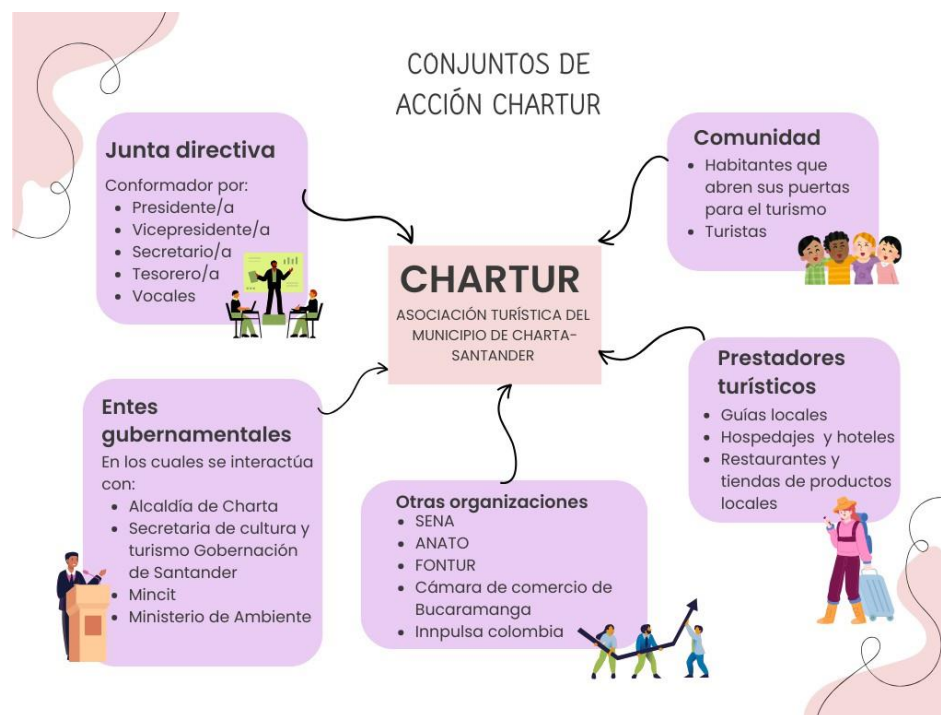 CONJUNTOS DE
ACCIÓN CHARTUR
Junta directiva
Conformador por:
• Presidente/a
• Vicepresidente/a
• Secretario/a
• Tesorero/a
• Vocales
Comunidad
• Habitantes que
abren sus puertas
para el turismo
• Turistas
CHARTUR
ASOCIACIÓN TURÍSTICA DEL
MUNICIPIO DE CHARTA-
SANTANDER
Entes
gubernamentales
En los cuales se interactúa
con:
• Alcaldía de Charta
• Secretaria de cultura y
turismo Gobernación
de Santander
• Mincit
• Ministerio de Ambiente
Otras organizaciones
• SENA
• ANATO
• FONTUR
• Cámara de comercio de
Bucaramanga
• Innpulsa colombia
Prestadores
turísticos
• Guías locales
• Hospedajes y hoteles
• Restaurantes y
tiendas de productos
locales